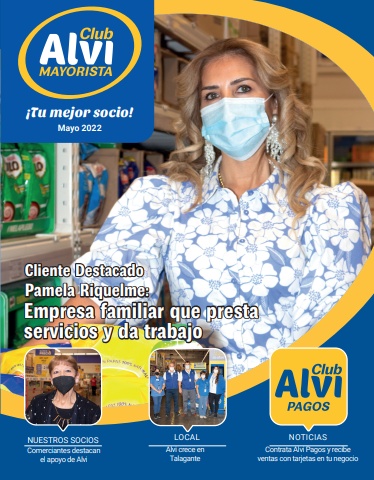 Club
Alvi
MAYORISTA
¡Tu mejor socio!
Mayo 2022
Cliente Destacado
Pamela Riquelme:
Empresa familiar que presta
servicios y da trabajo
NUESTROS SOCIOS
Comerciantes destacan
el apoyo de Alvi
LOCAL
Alvi crece en
Talagante
Club
Alvi
PAGOS
NOTICIAS
Contrata Alvi Pagos y recibe
ventas con tarjetas en tu negocio